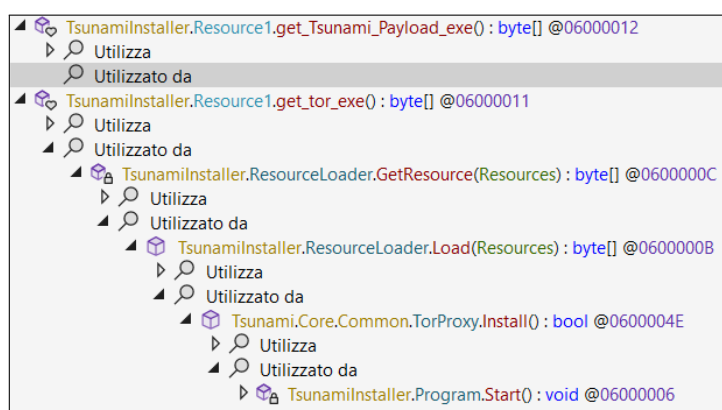 TsunamiInstaller.Resource1.get_Tsunami_Payload_exe() : byte[] @06000012
Utilizza
Utilizzato da
TsunamiInstaller.Resource1.get_tor_exe() : byte[] @06000011
Utilizza
Utilizzato da
TsunamiInstaller.ResourceLoader.GetResource(Resources) : byte[] @0600000C
Utilizza
Utilizzato da
TsunamiInstaller.ResourceLoader.Load(Resources) : byte[] @0600000B
Utilizza
Utilizzato da
Tsunami.Core.Common.TorProxy.Install() : bool @0600004E
Utilizza
Utilizzato da
TsunamiInstaller.Program.Start() : void @06000006